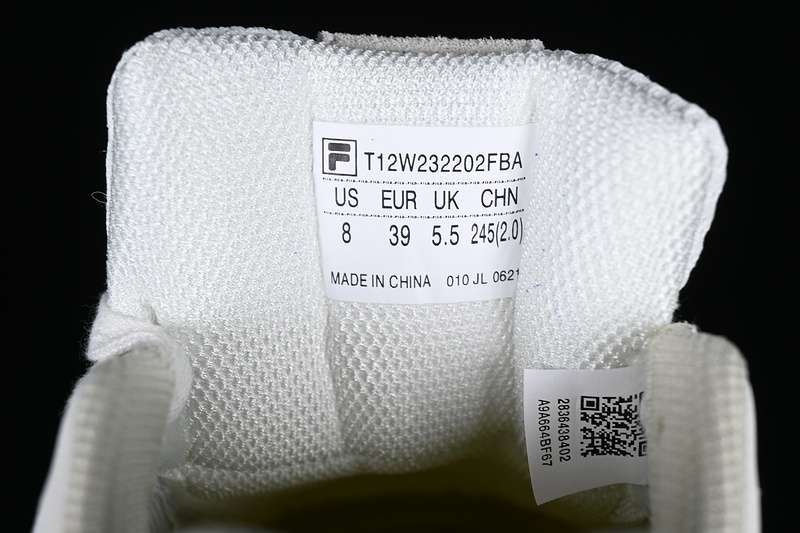 F T12W232202FBA
US EUR UK CHN
8 39 5.5 245(2.0)
MADE IN CHINA 010 JL 0621
2836438402
A9A664BF67